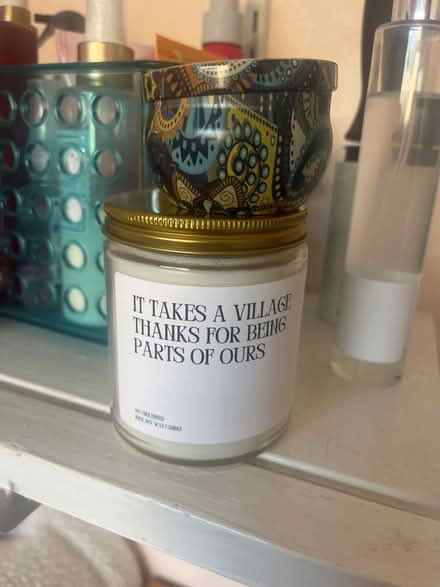 IT TAKES A VILLAGE
THANKS FOR BEING
PARTS OF OURS